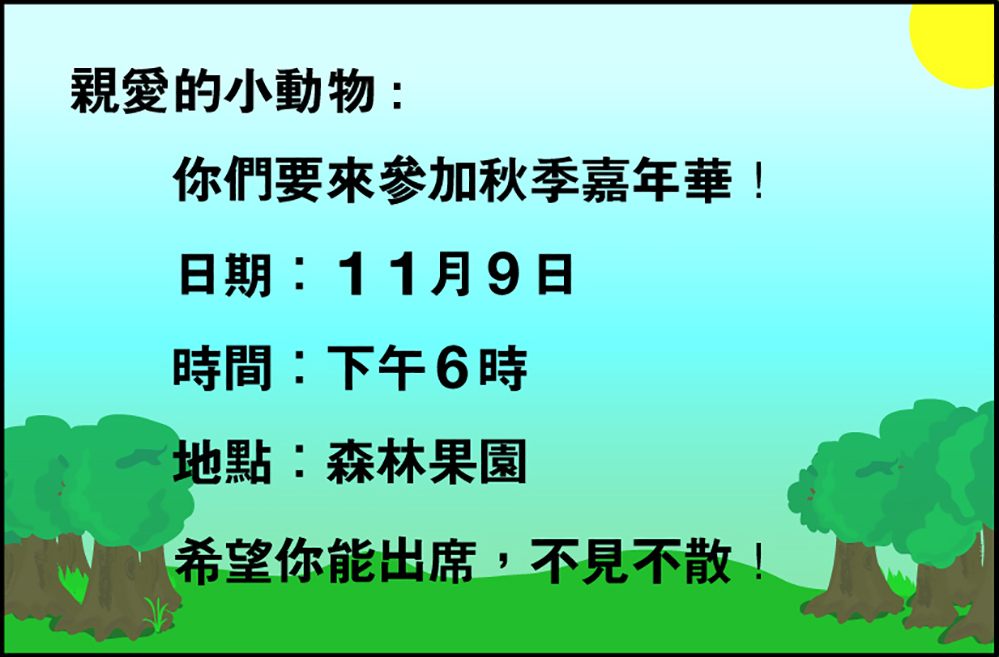 親愛的小動物：
你們要來參加秋季嘉年華！
日期：11月9日
時間：下午6時
地點：森林果園
希望你能出席，不見不散！